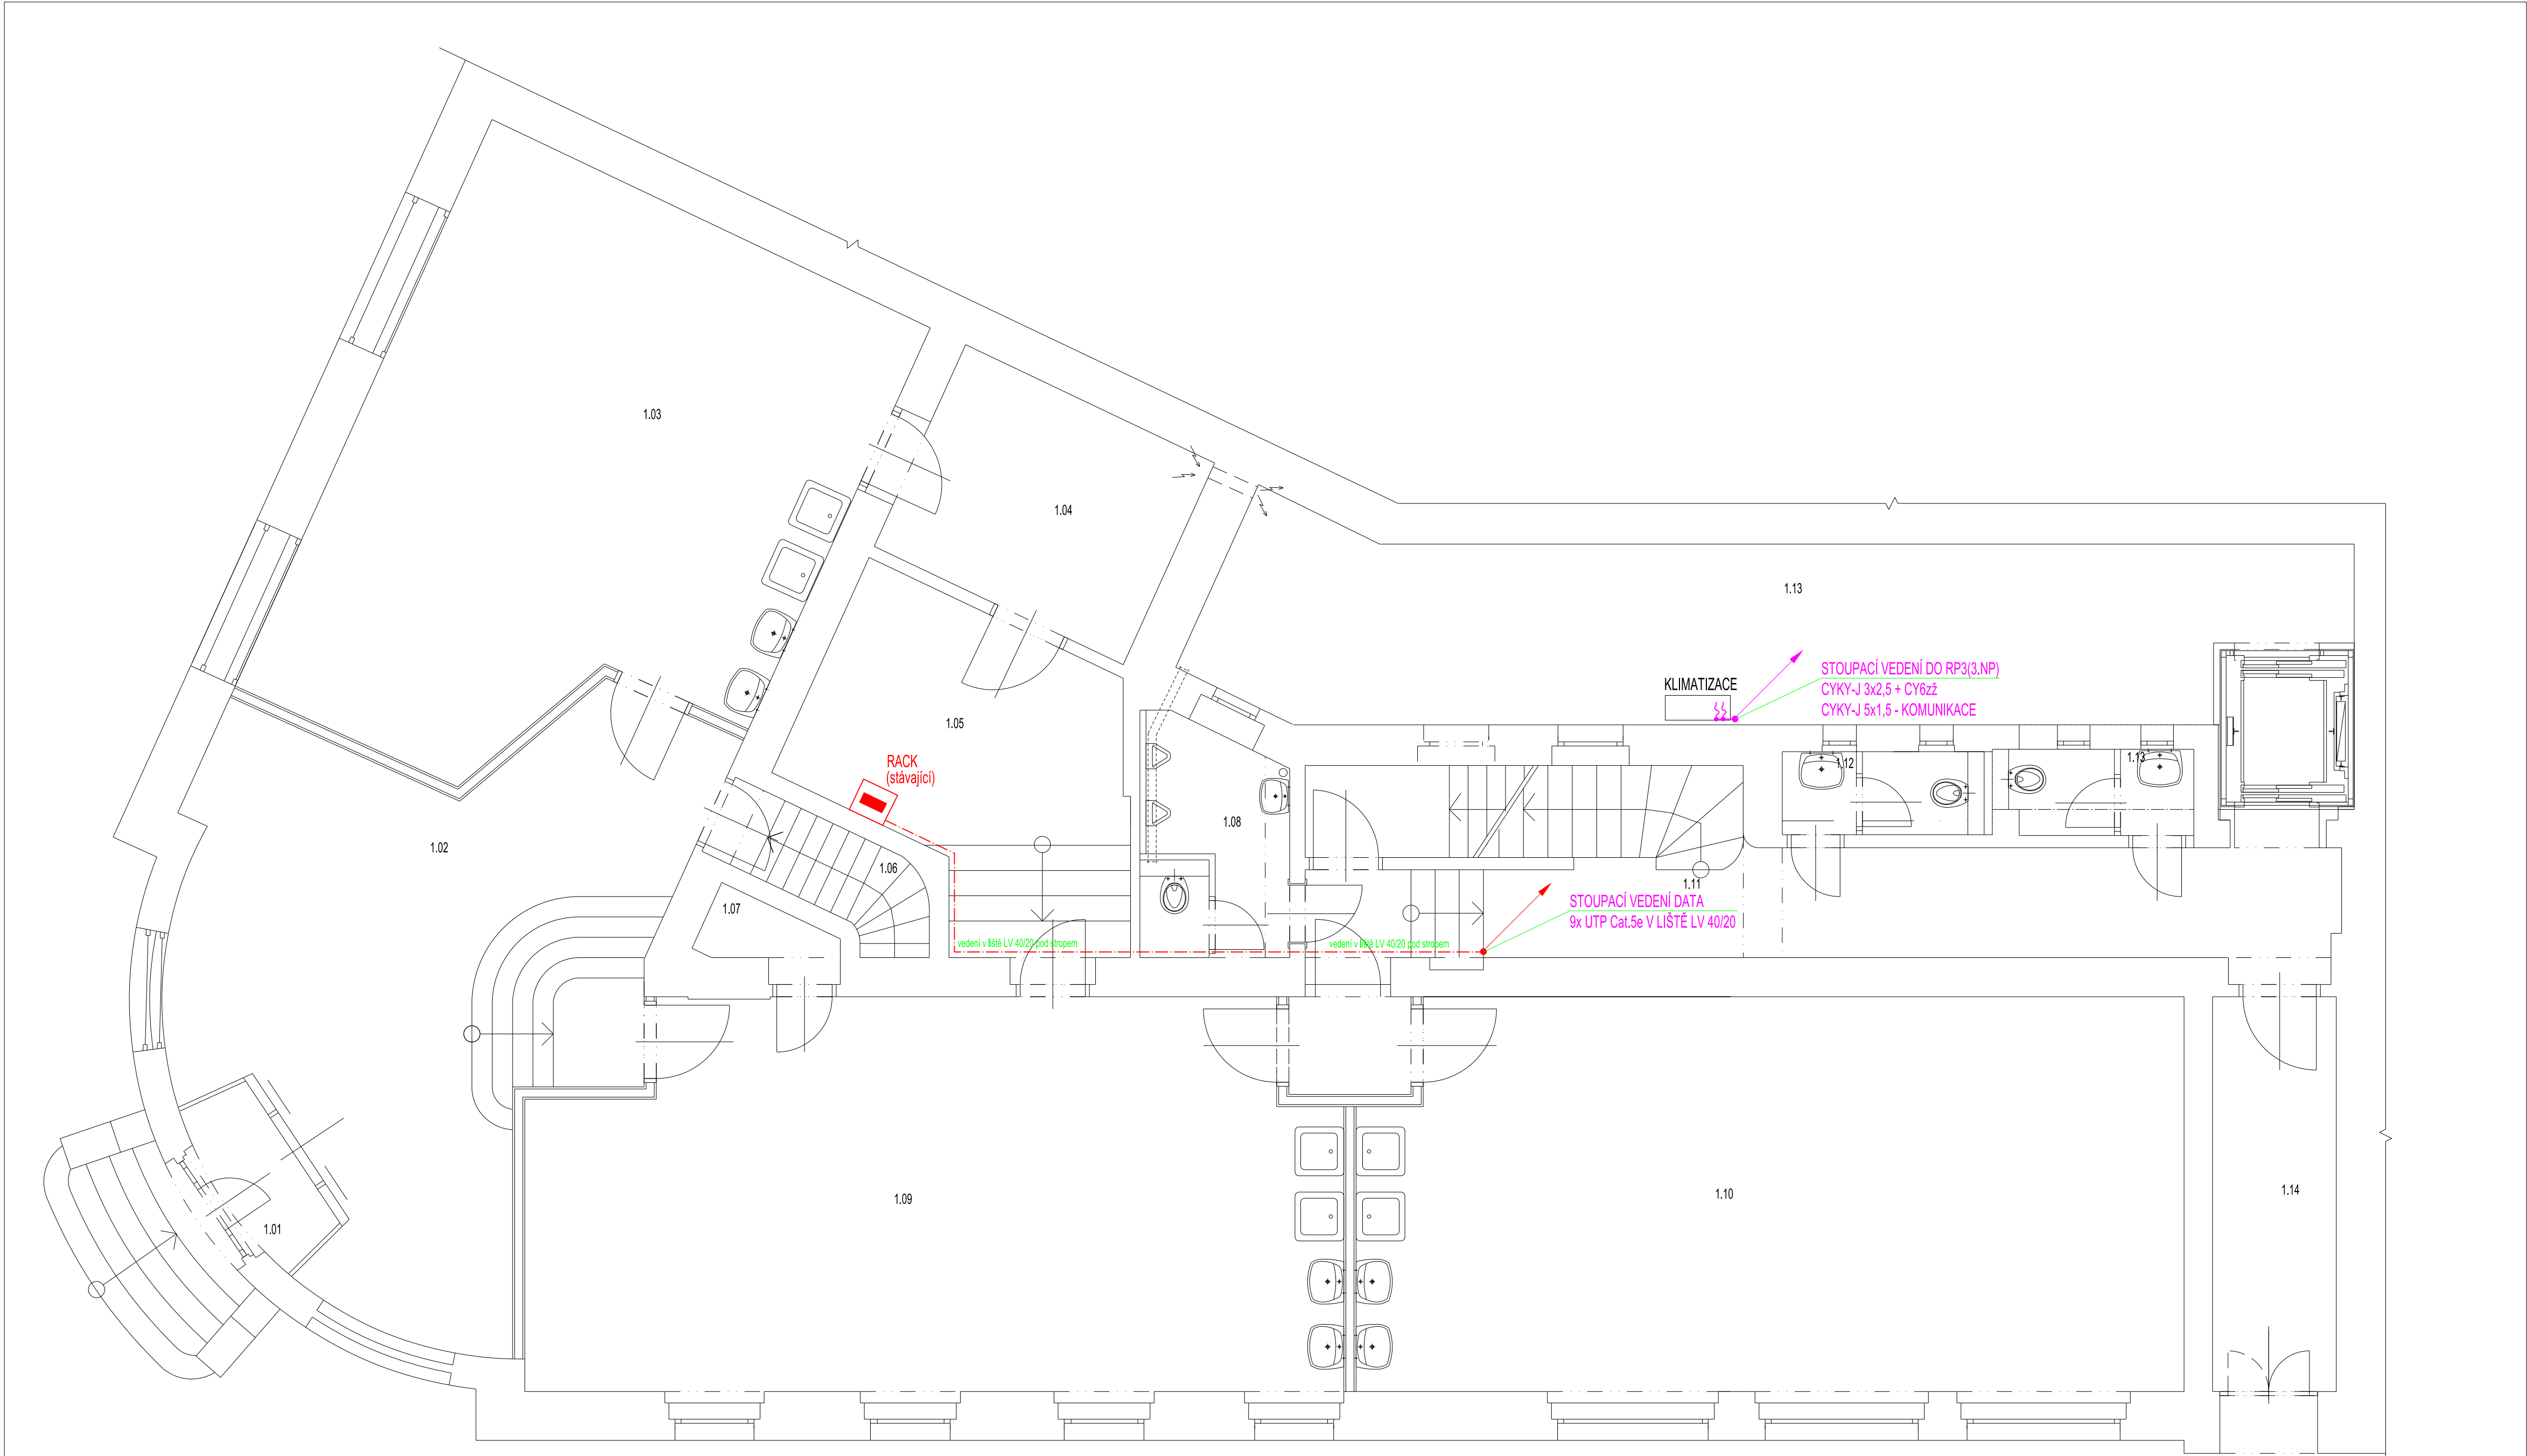 1.03
1.04
1.13
STOUPACÍ VEDENÍ DO RP3(3.NP)
KLIMATIZACE
CYKY-J 3x2,5 + CY6zž
CYKY-J 5x1,5 - KOMUNIKACE
1.05
RACK
(stávající)
1.12
1.13
1.08
1.02
1.06
1.11
1.07
STOUPACÍ VEDENÍ DATA
9x UTP Cat.5e V LIŠTĚ LV 40/20
vedení v liště LV 40/20 pod stropem
vedení v liště LV 40/20 pod stropem
1.09
1.10
1.14
1.01